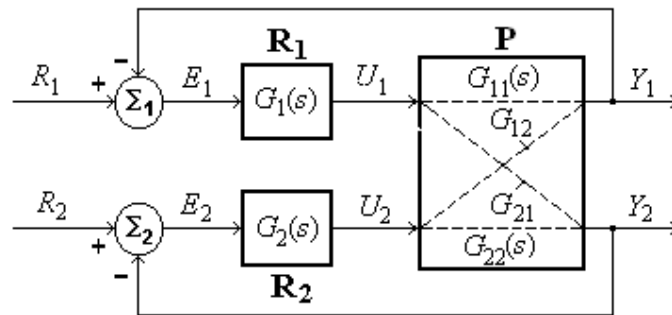 R₁ P
−
R₁ + Σ₁ E₁ G₁(s) U₁ G₁₁(s) Y₁
G₁₂
R₂ + Σ₂ E₂ G₂(s) U₂ G₂₁ Y₂
G₂₂(s)
−
R₂